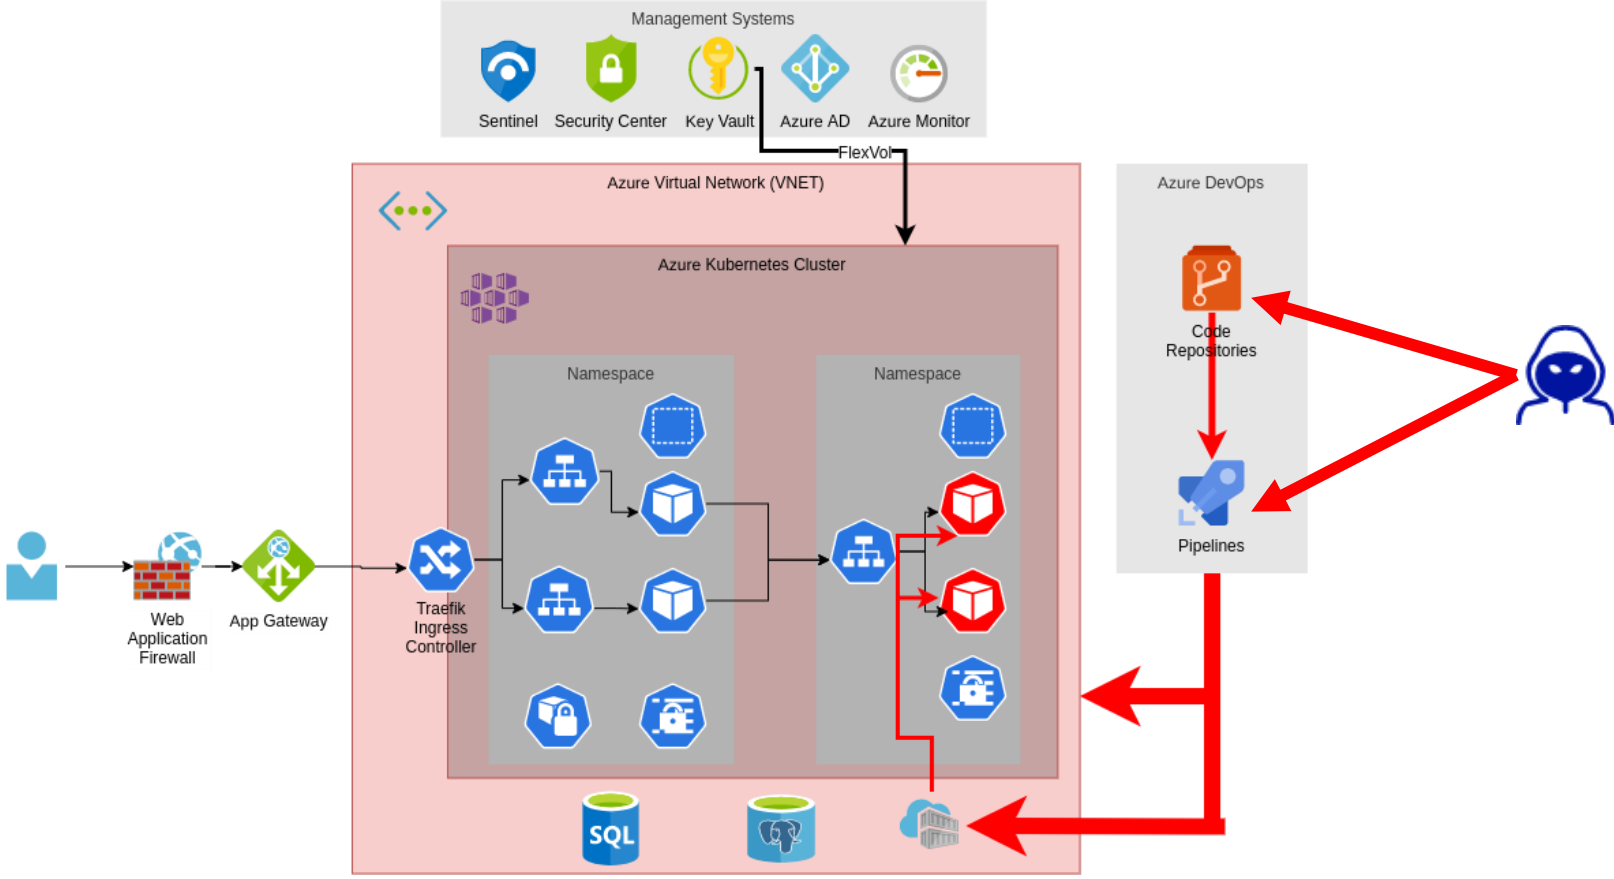 Management Systems
Sentinel
Security Center
Key Vault
Azure AD
Azure Monitor
FlexVol
Azure Virtual Network (VNET)
Azure DevOps
Azure Kubernetes Cluster
Code
Repositories
Namespace
Namespace
Pipelines
Web
Application
Firewall
App Gateway
Traefik
Ingress
Controller
SQL